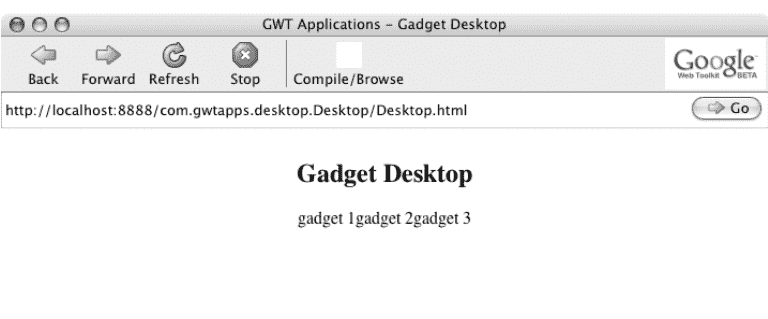 GWT Applications – Gadget Desktop
Back Forward Refresh Stop Compile/Browse
Google
Web Toolkit BETA
http://localhost:8888/com.gwtapps.desktop.Desktop/Desktop.html Go
Gadget Desktop
gadget 1gadget 2gadget 3